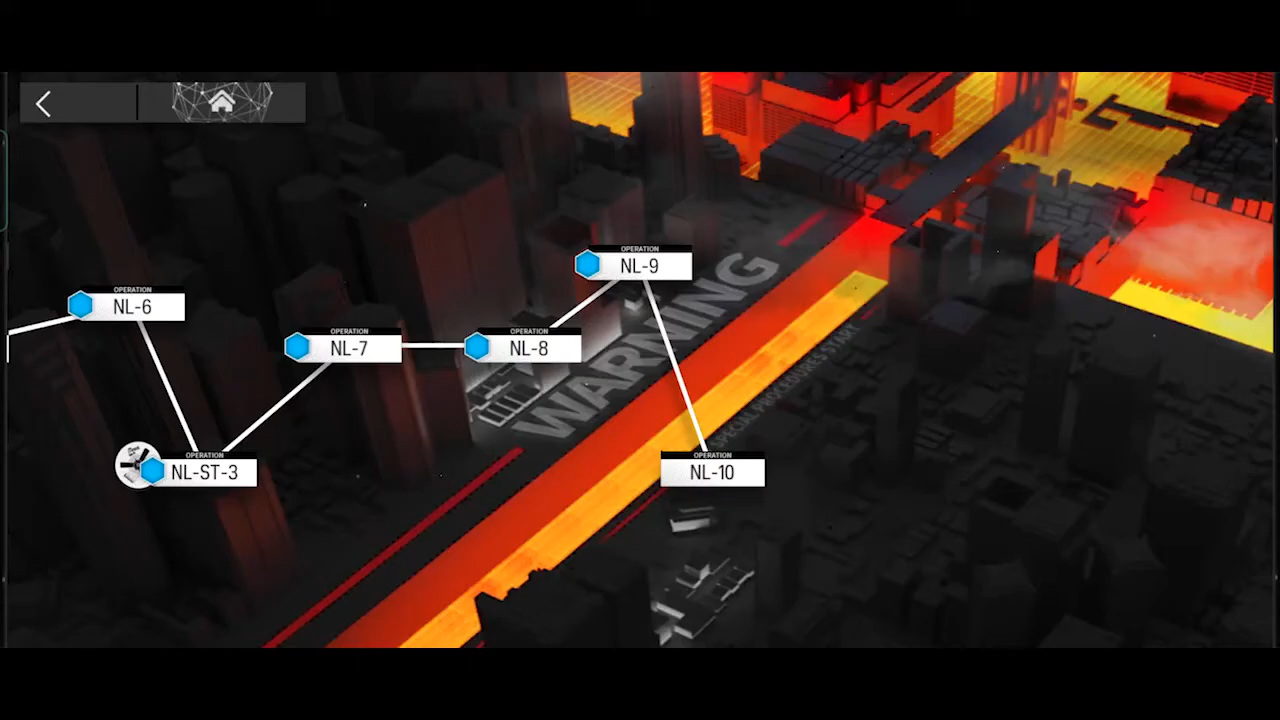 OPERATION
NL-9
OPERATION
NL-6
OPERATION
NL-7
OPERATION
NL-8
WARNING
SPECIAL PROCEDURES START
OPERATION
NL-ST-3
OPERATION
NL-10